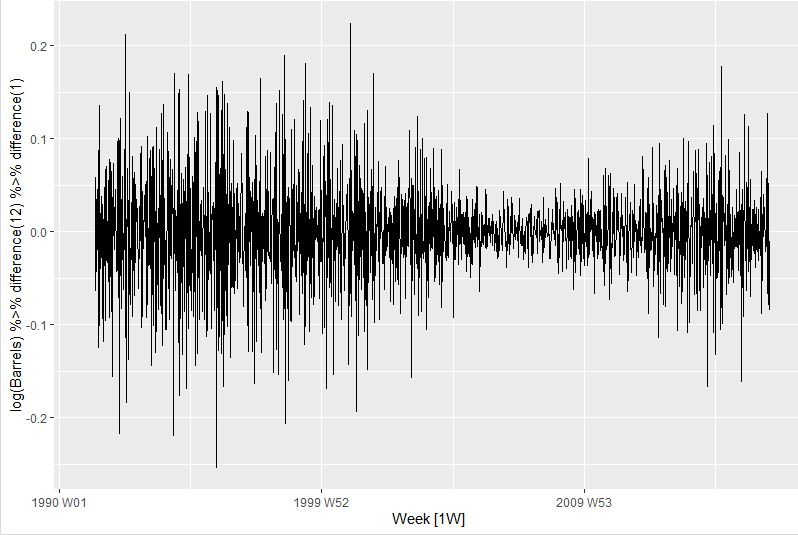 log(Barrels) %>% difference(12) %>% difference(1)
0.2
0.1
0.0
-0.1
-0.2
1990 W01
1999 W52
2009 W53
Week [1W]